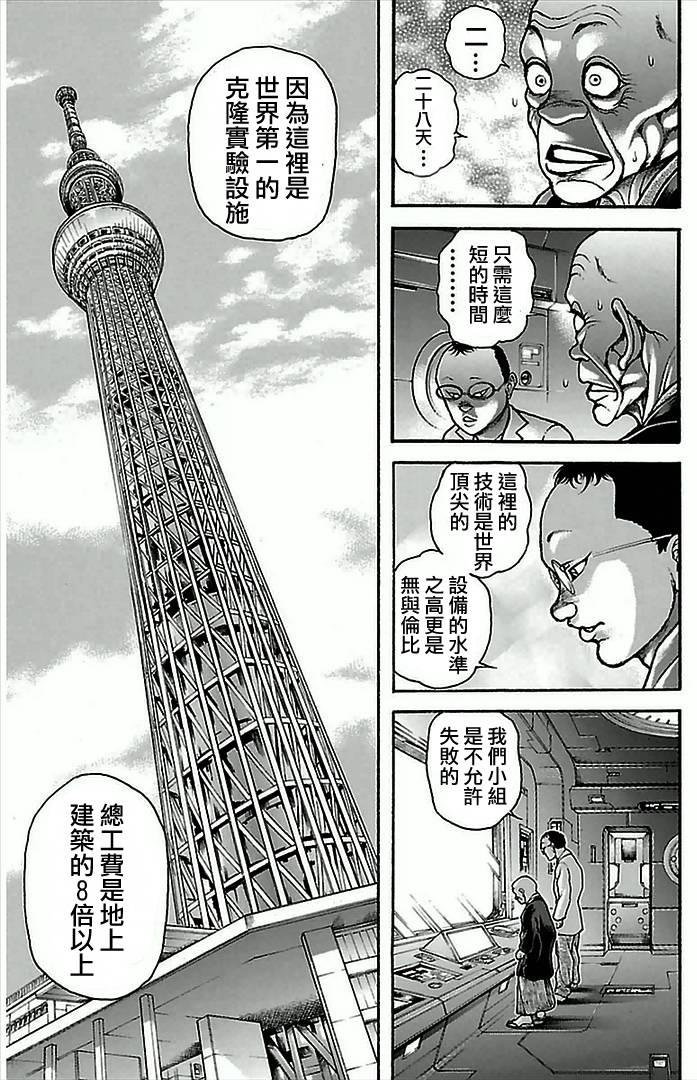 二…
二十八天…
只需這麼
短的時間
………
這裡的
技術是世界
頂尖的
設備的水準
之高更是
無與倫比
我們小組
是不允許
失敗的
因為這裡是
世界第一的
克隆實驗設施
總工費是地上
建築的8倍以上